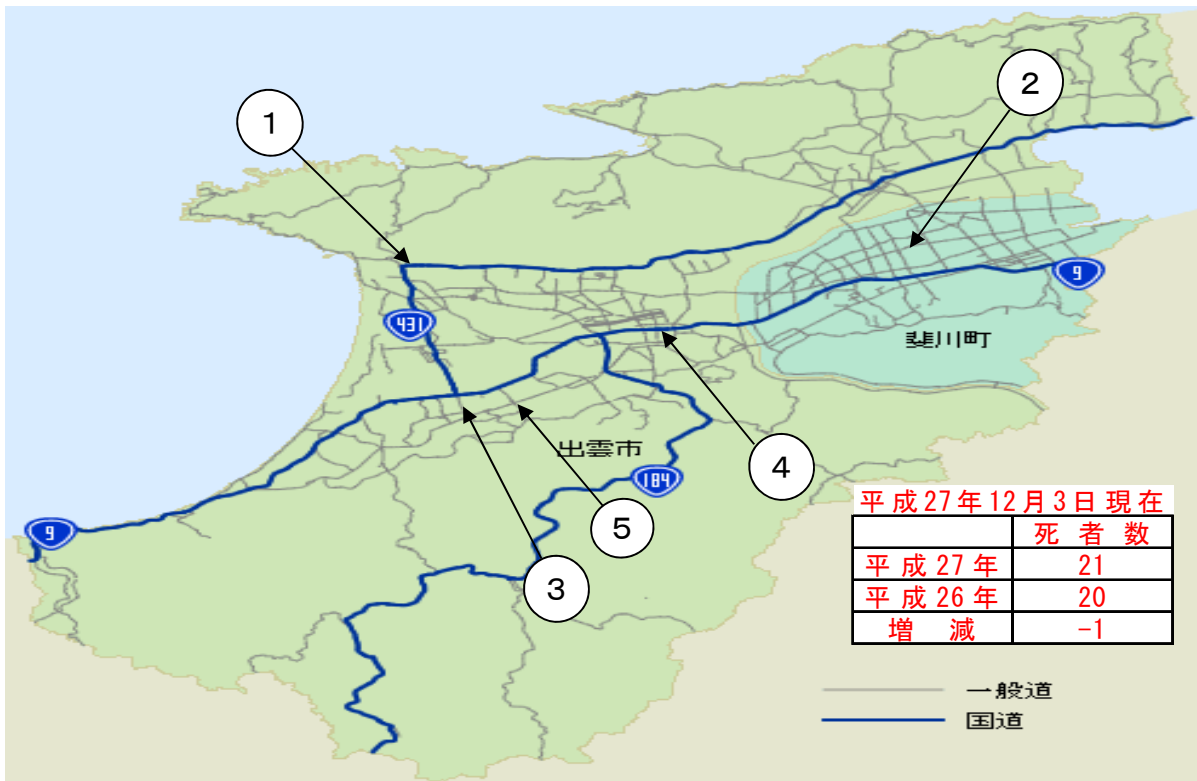 1
2
9
431
斐川町
4
出雲市
184
5
9
3
平成27年12月3日現在
死者数
平成27年 21
平成26年 20
増減 -1
一般道
国道